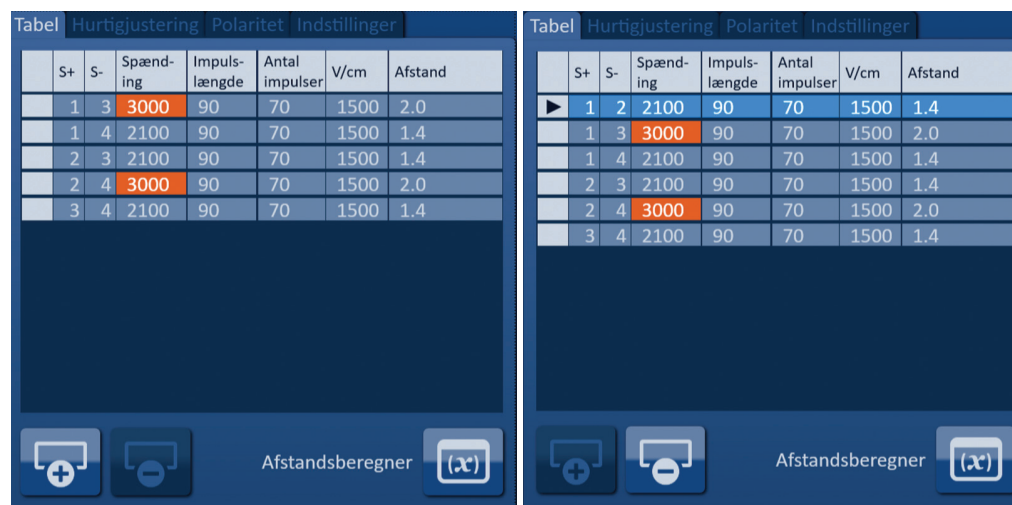 Tabel Hurtigjustering Polaritet Indstillinger
S+ S- Spænd-ing Impuls-længde Antal impulser V/cm Afstand
1 3 3000 90 70 1500 2.0
1 4 2100 90 70 1500 1.4
2 3 2100 90 70 1500 1.4
2 4 3000 90 70 1500 2.0
3 4 2100 90 70 1500 1.4
Afstandsberegner (x)
Tabel Hurtigjustering Polaritet Indstillinger
S+ S- Spænd-ing Impuls-længde Antal impulser V/cm Afstand
1 2 2100 90 70 1500 1.4
1 3 3000 90 70 1500 2.0
1 4 2100 90 70 1500 1.4
2 3 2100 90 70 1500 1.4
2 4 3000 90 70 1500 2.0
3 4 2100 90 70 1500 1.4
Afstandsberegner (x)